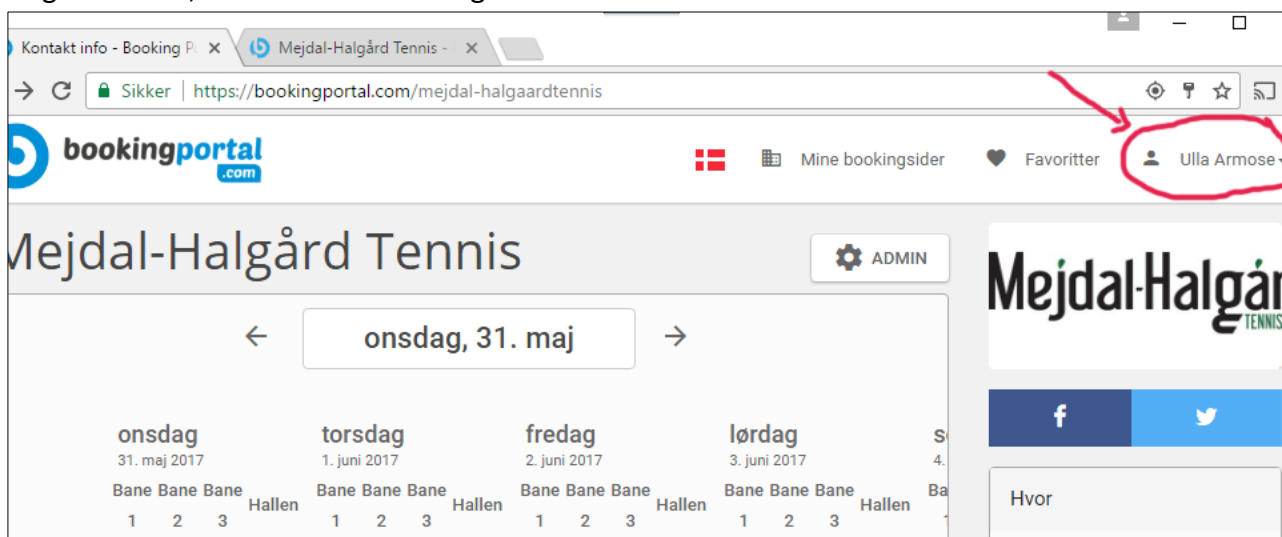 Kontakt info - Booking P
Mejdal-Halgård Tennis -
Sikker | https://bookingportal.com/mejdal-halgaardtennis
bookingportal
.com
Mine bookingsider
Favoritter
Ulla Armose
Mejdal-Halgård Tennis
ADMIN
Mejdal-Halgår
TENNIS
onsdag, 31. maj
onsdag torsdag fredag lørdag
31. maj 2017 1. juni 2017 2. juni 2017 3. juni 2017 4.
Bane Bane Bane Hallen Bane Bane Bane Hallen Bane Bane Bane Hallen Bane Bane Bane Hallen Ba
1 2 3 1 2 3 1 2 3 1 2 3 1
Hvor